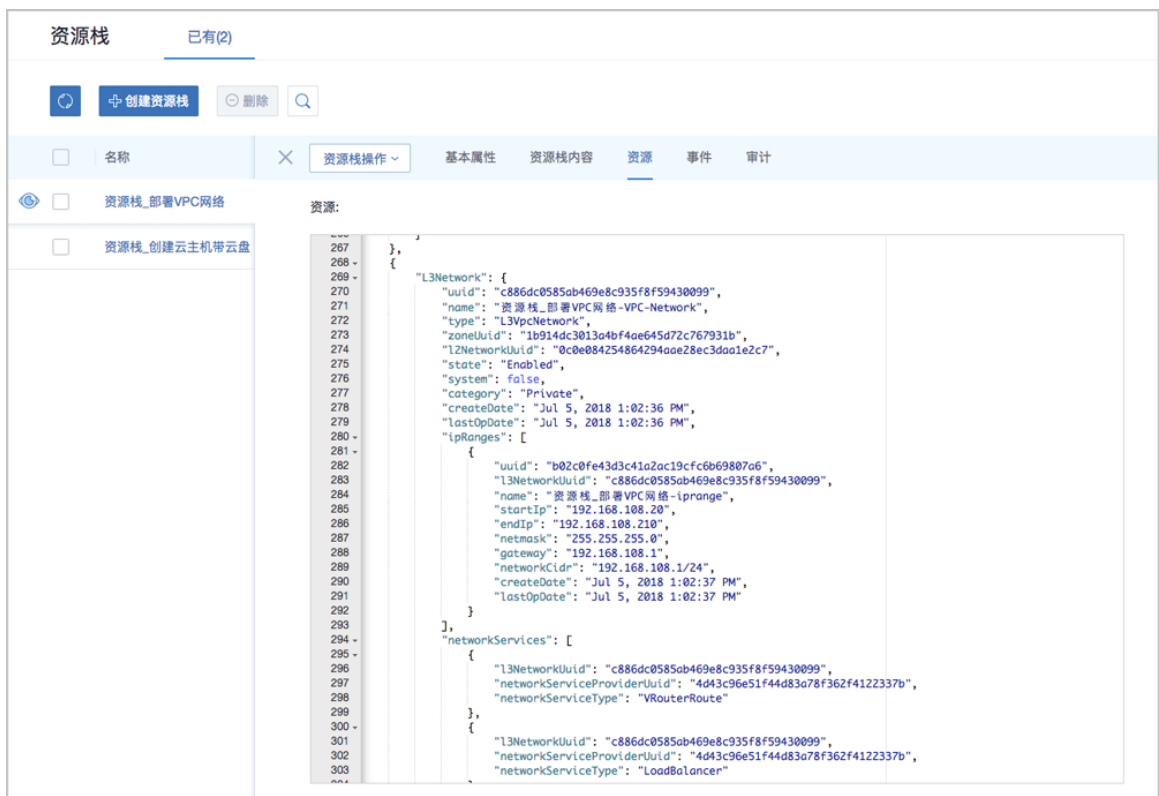 资源栈 已有(2)
创建资源栈 删除
名称 资源栈操作 基本属性 资源栈内容 资源 事件 审计
资源栈_部署VPC网络
资源栈_创建云主机带云盘
资源:
267 },
268 {
269 "L3Network": {
270 "uuid": "c886dc0585ab469e8c935f8f59430099",
271 "name": "资源栈_部署VPC网络-VPC-Network",
272 "type": "L3VpcNetwork",
273 "zoneUuid": "1b914dc3013a4bf4ae645d72c767931b",
274 "l2NetworkUuid": "0c0e084254864294aae28ec3daa1e2c7",
275 "state": "Enabled",
276 "system": false,
277 "category": "Private",
278 "createDate": "Jul 5, 2018 1:02:36 PM",
279 "lastOpDate": "Jul 5, 2018 1:02:36 PM",
280 "ipRanges": [
281 {
282 "uuid": "b02c0fe43d3c41a2ac19cfc6b69807a6",
283 "l3NetworkUuid": "c886dc0585ab469e8c935f8f59430099",
284 "name": "资源栈_部署VPC网络-iprange",
285 "startIp": "192.168.108.20",
286 "endIp": "192.168.108.210",
287 "netmask": "255.255.255.0",
288 "gateway": "192.168.108.1",
289 "networkCidr": "192.168.108.1/24",
290 "createDate": "Jul 5, 2018 1:02:37 PM",
291 "lastOpDate": "Jul 5, 2018 1:02:37 PM"
292 }
293 ],
294 "networkServices": [
295 {
296 "l3NetworkUuid": "c886dc0585ab469e8c935f8f59430099",
297 "networkServiceProviderUuid": "4d43c96e51f44d83a78f362f4122337b",
298 "networkServiceType": "VRouterRoute"
299 },
300 {
301 "l3NetworkUuid": "c886dc0585ab469e8c935f8f59430099",
302 "networkServiceProviderUuid": "4d43c96e51f44d83a78f362f4122337b",
303 "networkServiceType": "LoadBalancer"